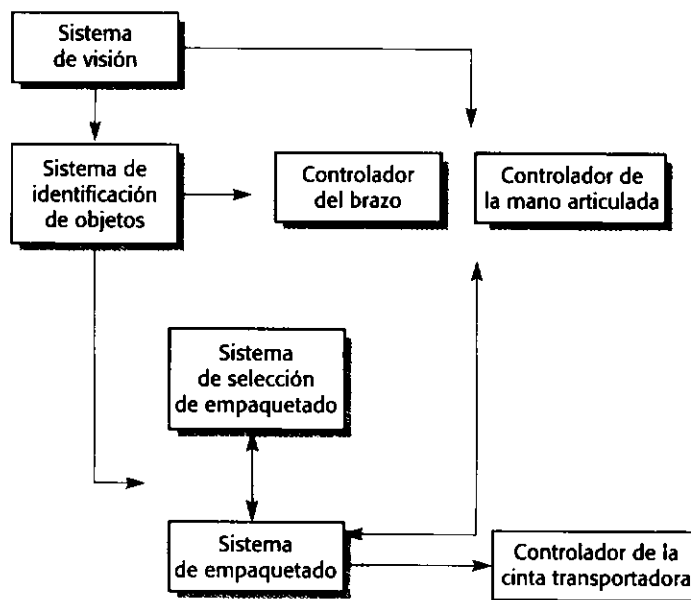 Sistema
de visión
Sistema de
identificación
de objetos
Controlador
del brazo
Controlador de
la mano articulada
Sistema
de selección
de empaquetado
Sistema
de empaquetado
Controlador de la
cinta transportadora